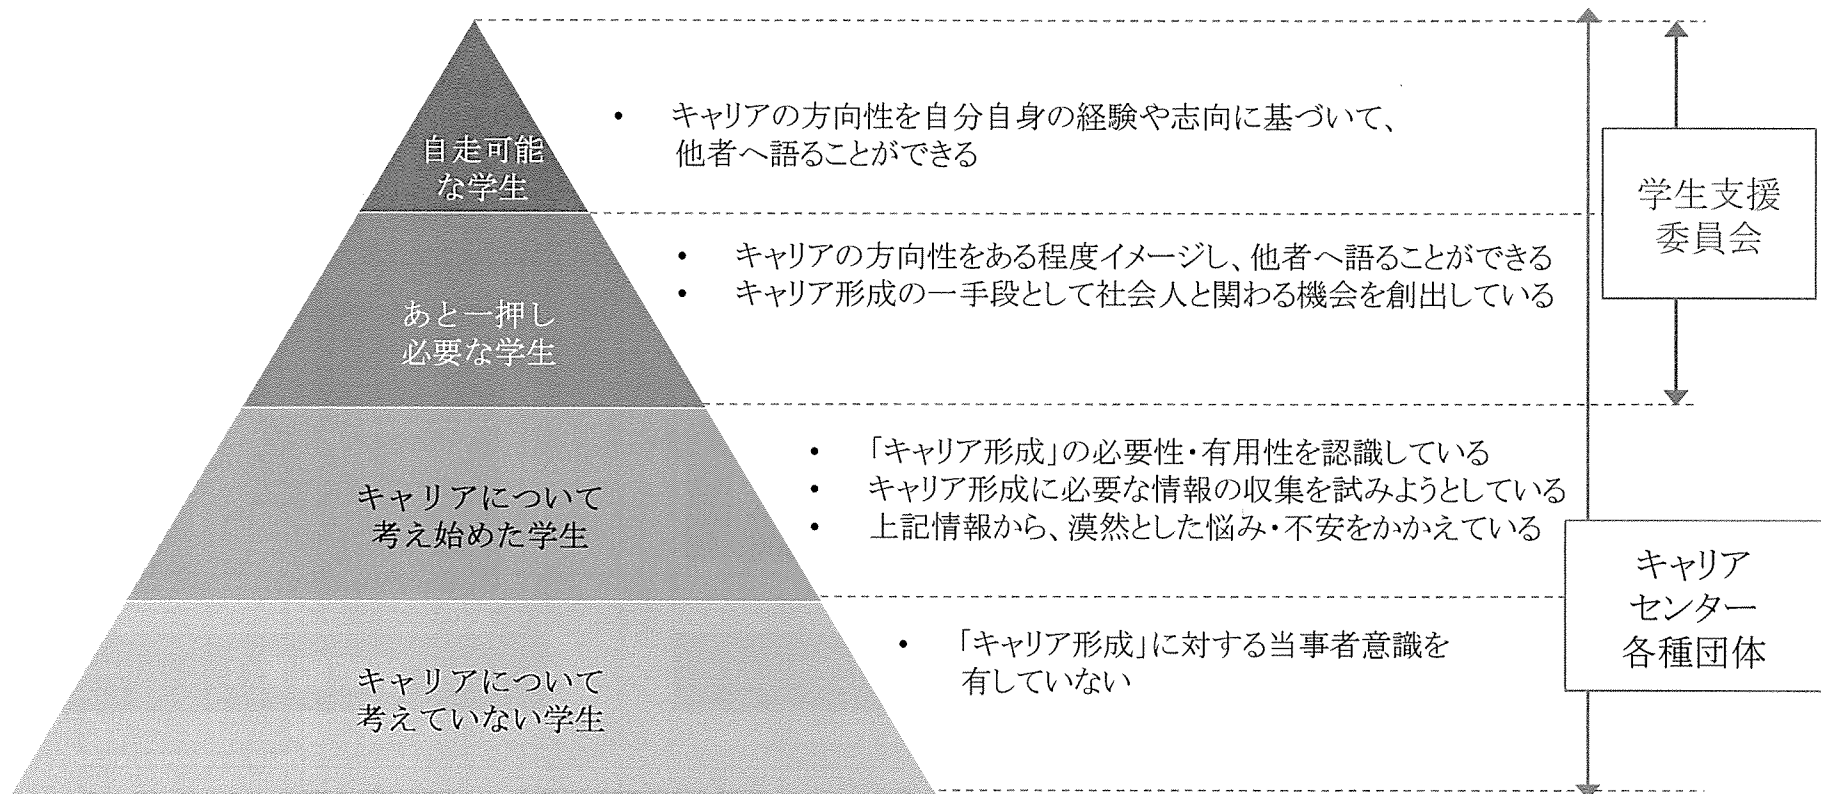 自走可能
な学生
• キャリアの方向性を自分自身の経験や志向に基づいて、
他者へ語ることができる
あと一押し
必要な学生
• キャリアの方向性をある程度イメージし、他者へ語ることができる
• キャリア形成の一手段として社会人と関わる機会を創出している
キャリアについて
考え始めた学生
• 「キャリア形成」の必要性・有用性を認識している
• キャリア形成に必要な情報の収集を試みようとしている
• 上記情報から、漠然とした悩み・不安をかかえている
キャリアについて
考えていない学生
• 「キャリア形成」に対する当事者意識を
有していない
学生支援
委員会
キャリア
センター
各種団体